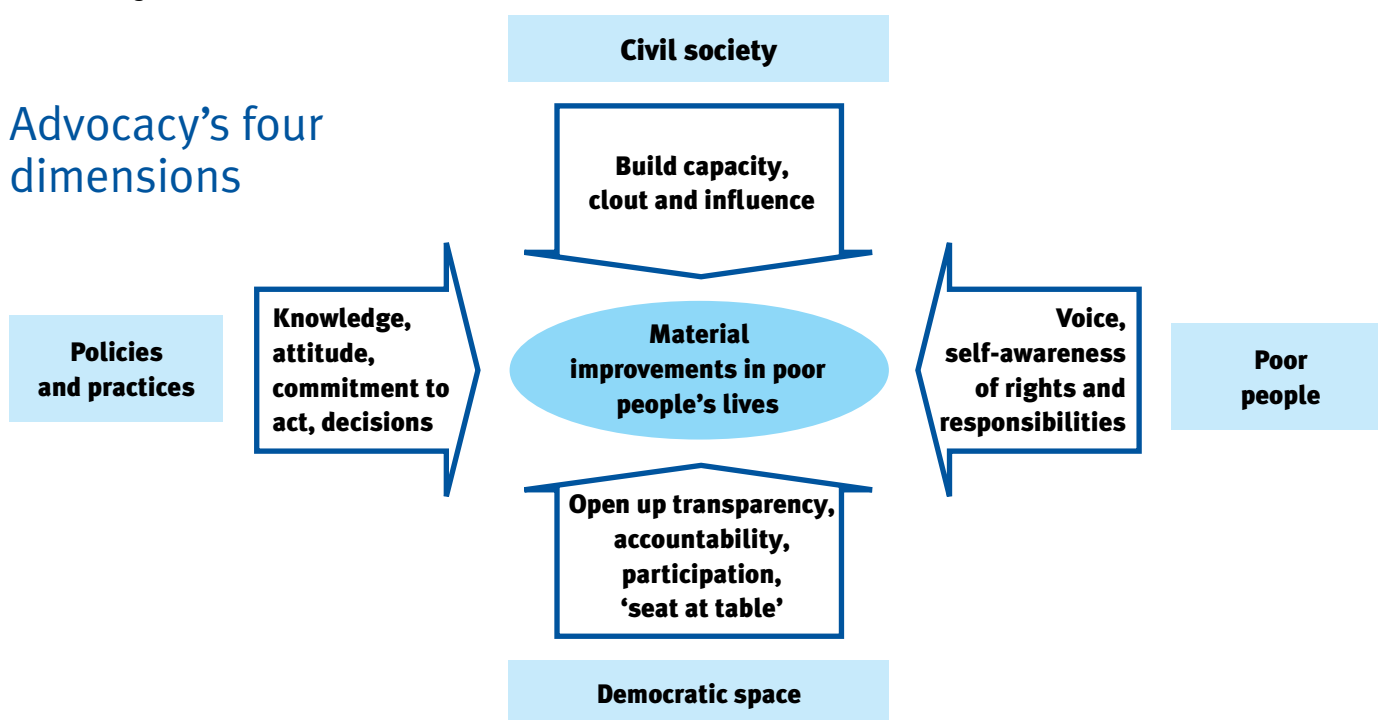 Civil society
Advocacy’s four
dimensions
Build capacity,
clout and influence
Policies
and practices
Knowledge,
attitude,
commitment to
act, decisions
Material
improvements in poor
people’s lives
Voice,
self-awareness
of rights and
responsibilities
Poor
people
Open up transparency,
accountability,
participation,
‘seat at table’
Democratic space